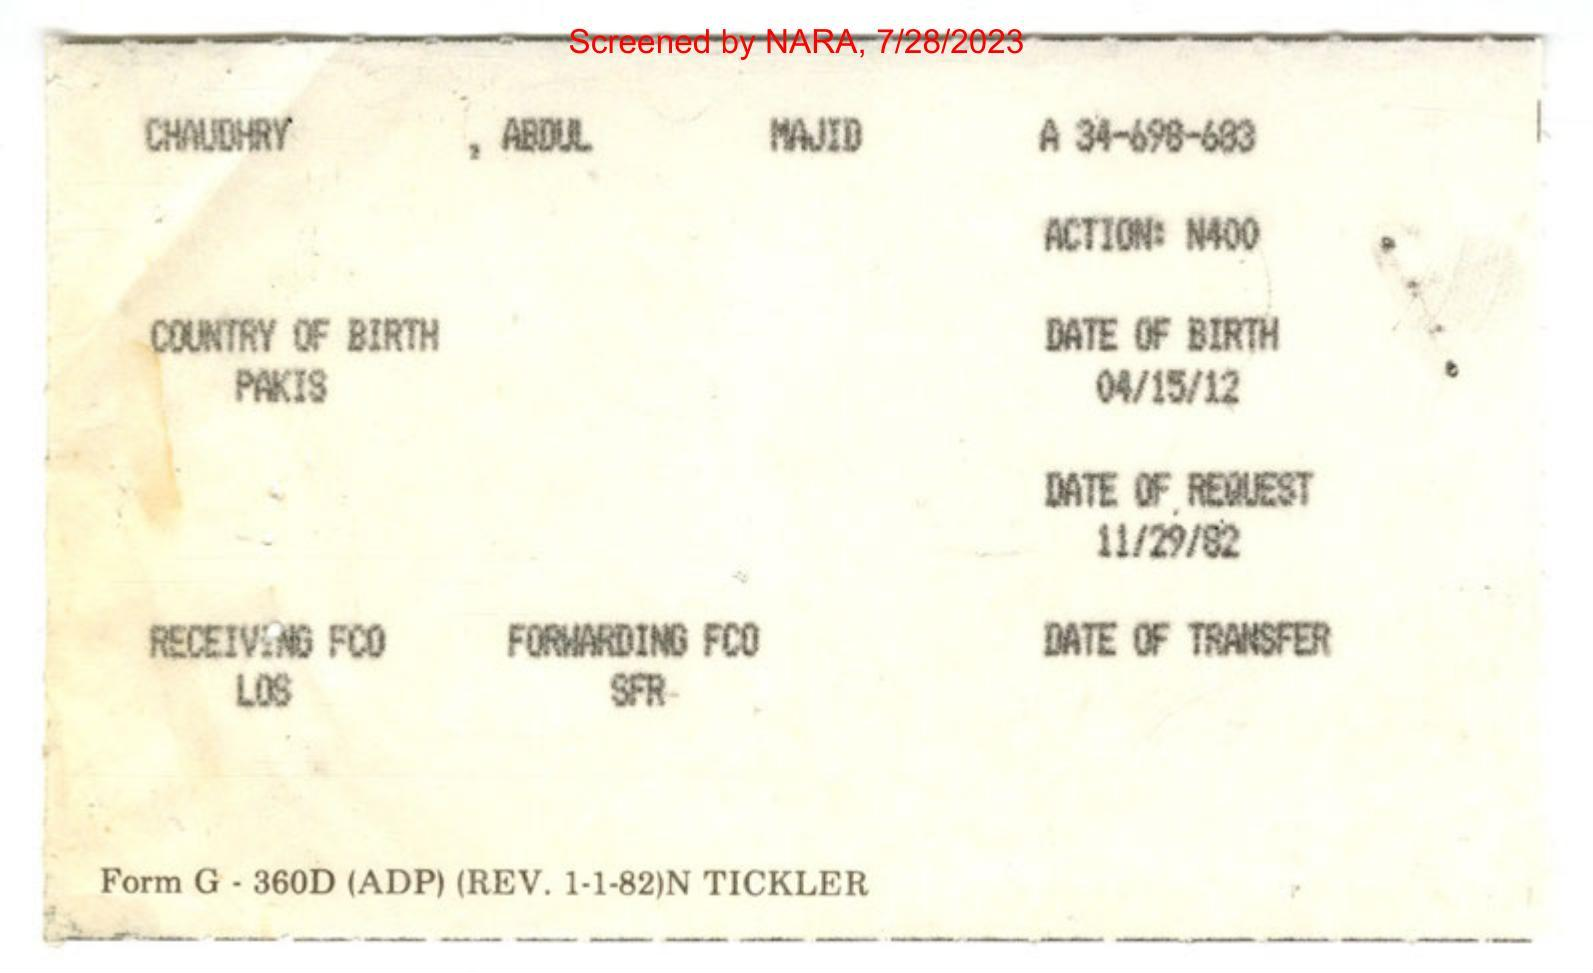 Screened by NARA, 7/28/2023
CHAUDHRY , ABDUL MAJID A 34-698-683
ACTION: N400
COUNTRY OF BIRTH DATE OF BIRTH
PAKIS 04/15/12
DATE OF REQUEST
11/29/82
RECEIVING FCO FORWARDING FCO DATE OF TRANSFER
LOS SFR
Form G - 360D (ADP) (REV. 1-1-82)N TICKLER